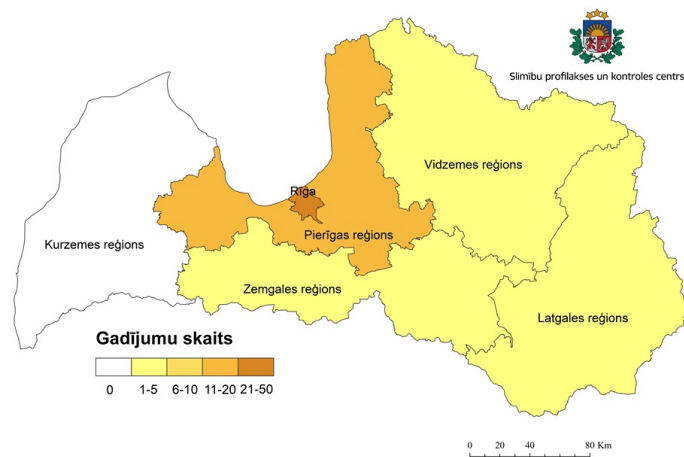 Slimību profilakses un kontroles centrs
Vidzemes reģions
Rīga
Pierīgas reģions
Kurzemes reģions
Zemgales reģions
Latgales reģions
Gadījumu skaits
0 1-5 6-10 11-20 21-50
0 20 40 80 Km